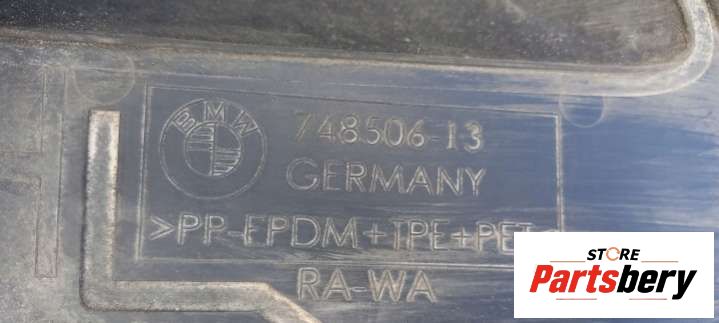 BMW
748506-13
GERMANY
>PP-EPDM+TPE+PET<
RA-WA
STORE
Partsbery